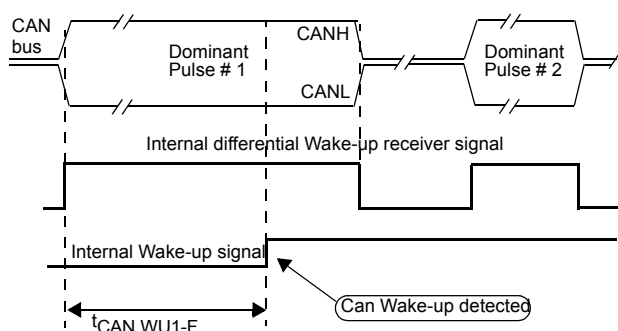 CAN
bus
CANH
Dominant
Pulse # 1
Dominant
Pulse # 2
CANL
Internal differential Wake-up receiver signal
Internal Wake-up signal
Can Wake-up detected
tCAN WU1-F